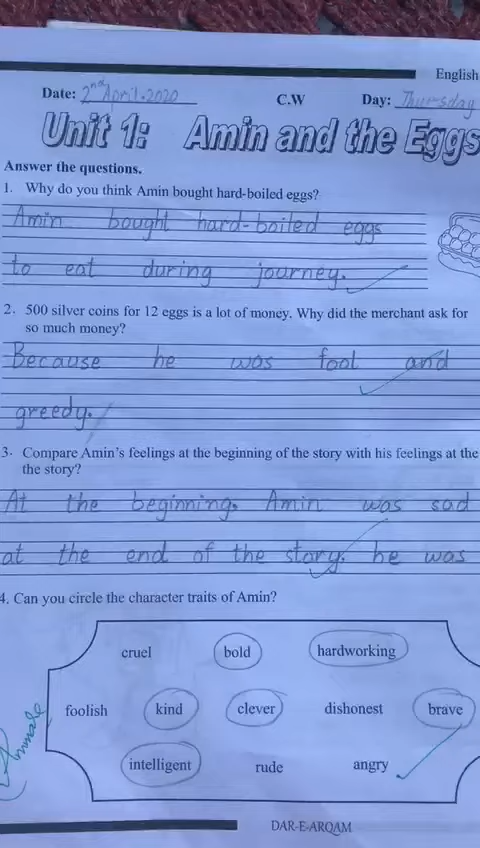 English
Date: 2nd April. 2020 C.W Day: Thursday
Unit 1: Amin and the Eggs
Answer the questions.
1. Why do you think Amin bought hard-boiled eggs?
Amin bought hard-boiled eggs
to eat during journey.
2. 500 silver coins for 12 eggs is a lot of money. Why did the merchant ask for
so much money?
Because he was fool and
greedy.
3. Compare Amin's feelings at the beginning of the story with his feelings at the
the story?
At the beginning. Amin was sad
at the end of the story. he was
4. Can you circle the character traits of Amin?
cruel bold hardworking
foolish kind clever dishonest brave
intelligent rude angry
DAR-E-ARQAM